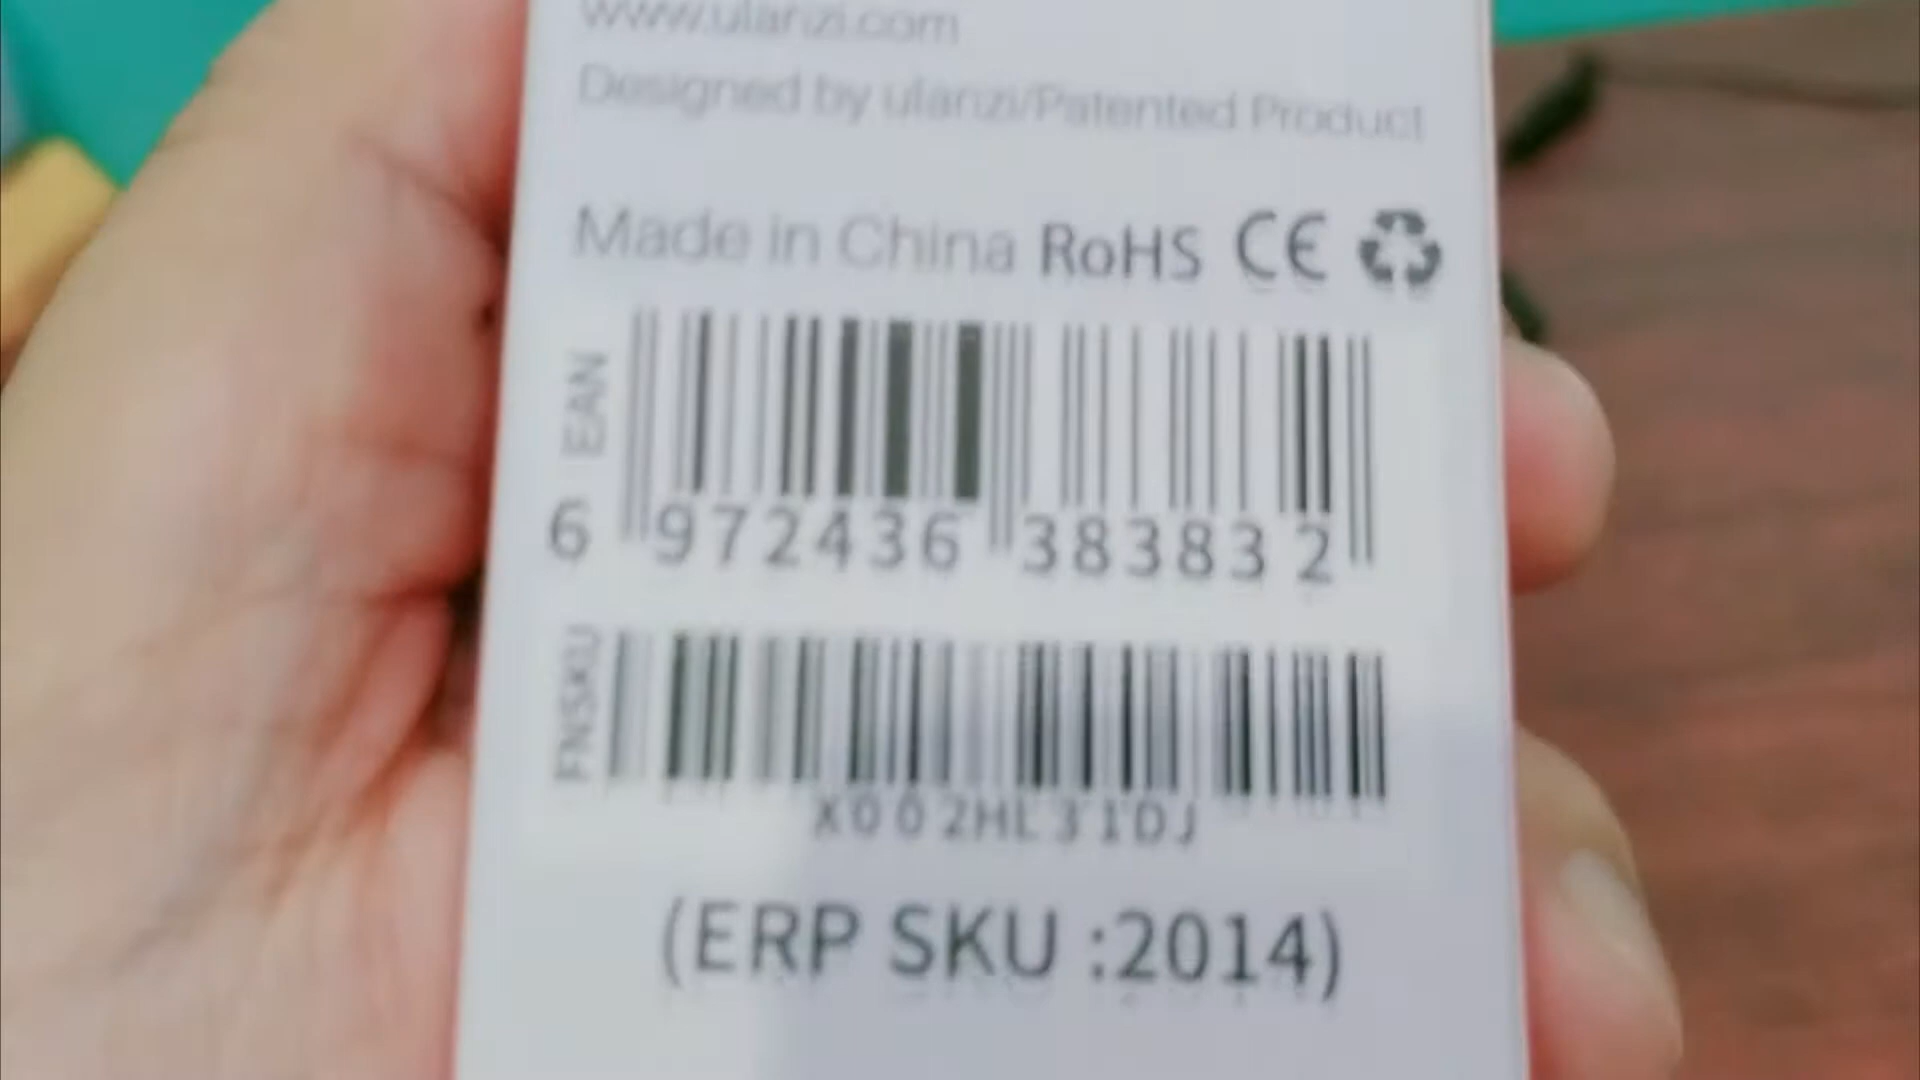 www.ulanzi.com
Designed by ulanzi/Patented Product
Made in China RoHS CE
EAN
6 972436 383832
FNSKU
X002HL31DJ
(ERP SKU :2014)